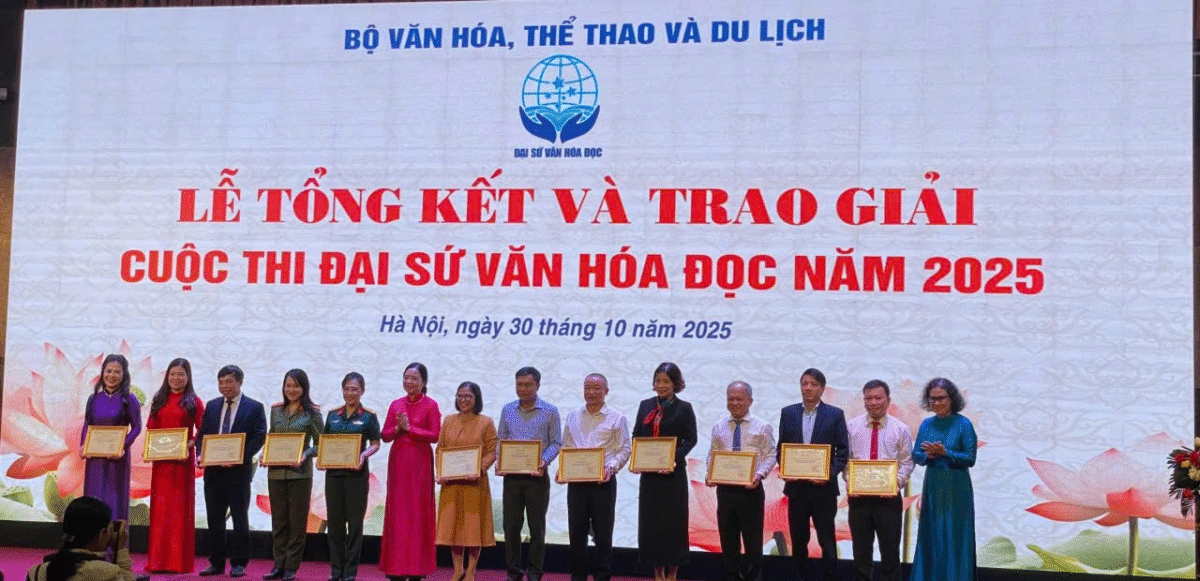 BỘ VĂN HÓA, THỂ THAO VÀ DU LỊCH
ĐẠI SỨ VĂN HÓA ĐỌC
LỄ TỔNG KẾT VÀ TRAO GIẢI
CUỘC THI ĐẠI SỨ VĂN HÓA ĐỌC NĂM 2025
Hà Nội, ngày 30 tháng 10 năm 2025